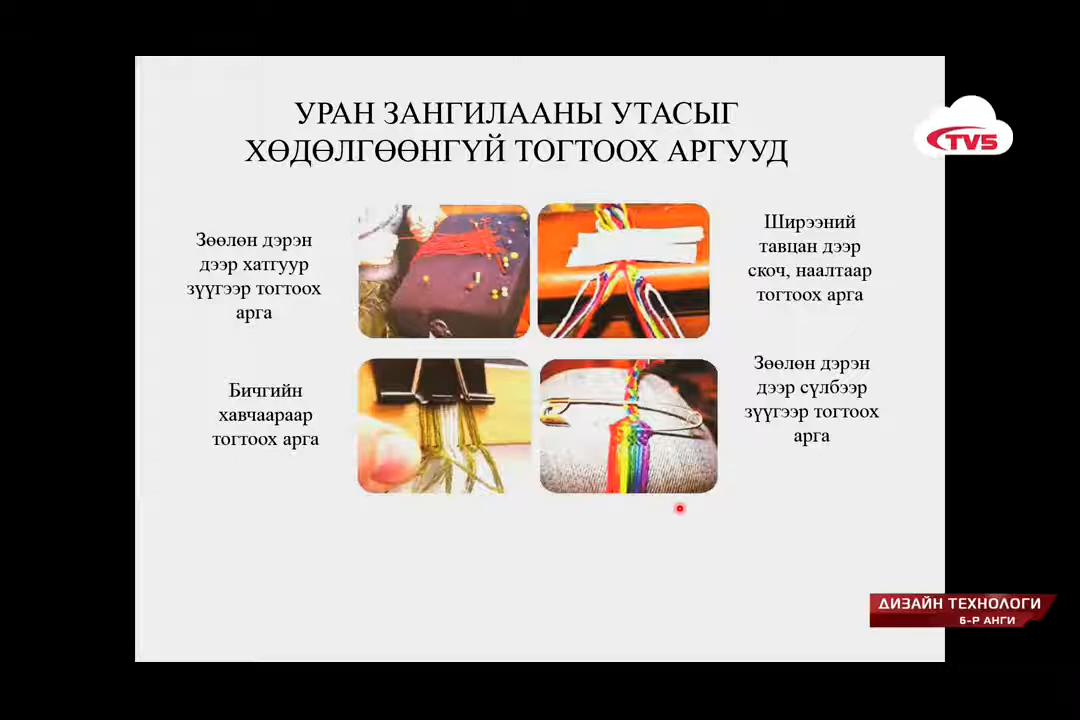 УРАН ЗАНГИЛААНЫ УТАСЫГ
ХӨДӨЛГӨӨНГҮЙ ТОГТООХ АРГУУД
TV5
Зөөлөн дэрэн
дээр хатгуур
зүүгээр тогтоох
арга
Ширээний
тавцан дээр
скоч, наалтаар
тогтоох арга
Бичгийн
хавчаараар
тогтоох арга
Зөөлөн дэрэн
дээр сүлбээр
зүүгээр тогтоох
арга
ДИЗАЙН ТЕХНОЛОГИ
6-Р АНГИ